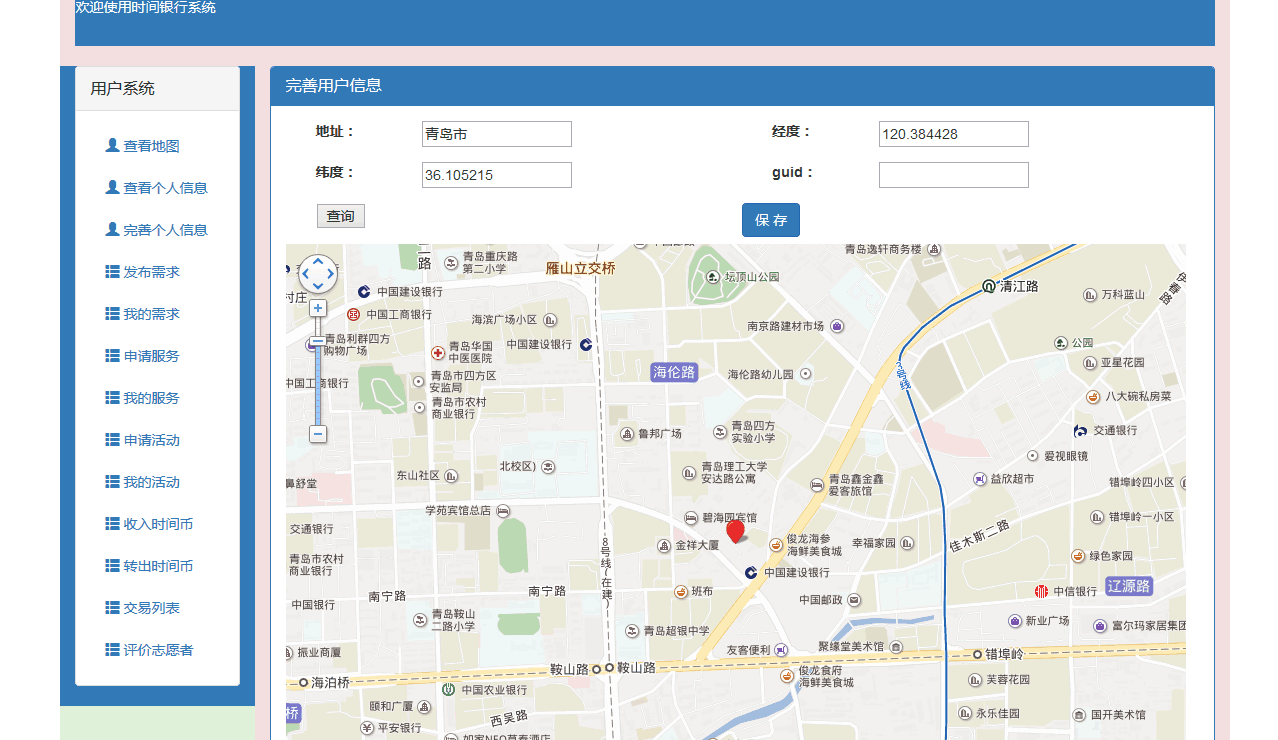 欢迎使用时间银行系统
用户系统
查看地图
查看个人信息
完善个人信息
发布需求
我的需求
申请服务
我的服务
申请活动
我的活动
收入时间币
转出时间币
交易列表
评价志愿者
完善用户信息
地址：
青岛市
经度：
120.384428
纬度：
36.105215
guid：
查询
保 存
青岛重庆路
第二小学
雁山立交桥
坛顶山公园
青岛逸轩商务楼
清江路
万科蓝山
伊春路
村庄
中国建设银行
中国工商银行
海滨广场小区
南京路建材市场
公园
青岛利群四方
购物广场
青岛华国
中医医院
中国建设银行
3号线
亚星花园
中国工商银行
青岛市四方区
安监局
海伦路
海伦路幼儿园
八大碗私房菜
青岛市农村
商业银行
鲁邦广场
青岛四方
实验小学
交通银行
爱视眼镜
东山社区
北校区)
青岛理工大学
安达路公寓
青岛鑫金鑫
爱客旅馆
益欣超市
错埠岭四小区
鼻舒堂
学苑宾馆总店
碧海园宾馆
错埠岭一小区
交通银行
8号线(在建)
金祥大厦
俊龙海参
海鲜美食城
幸福家园
佳木斯二路
绿色家园
青岛市农村
商业银行
中国建设银行
中国银行
南宁路
南宁路
班布
中国邮政
中信银行
辽源路
青岛鞍山
二路小学
青岛超银中学
新业广场
富尔玛家居集团
振业商厦
友客便利
聚缘堂美术馆
错埠岭
海泊桥
鞍山路
鞍山路
俊龙食府
海鲜美食城
芙蓉花园
中国农业银行
桥
颐和广厦
西吴路
永乐佳园
国开美术馆
平安银行
如家NEO莫泰酒店